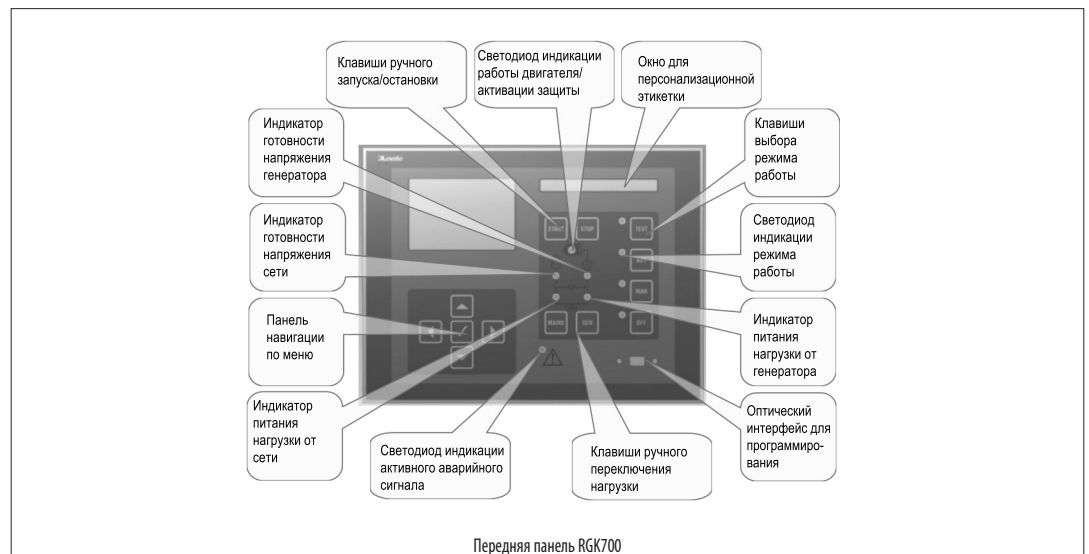 Клавиши ручного
запуска/остановки
Светодиод индикации
работы двигателя/
активации защиты
Окно для
персонализационной
этикетки
Индикатор
готовности
напряжения
генератора
Клавиши
выбора
режима
работы
Индикатор
готовности
напряжения
сети
Светодиод
индикации
режима
работы
Панель
навигации
по меню
Индикатор
питания
нагрузки от
генератора
Индикатор
питания
нагрузки от
сети
Светодиод индикации
активного аварийного
сигнала
Клавиши ручного
переключения
нагрузки
Оптический
интерфейс для
программиро-
вания
Lovato
START STOP
TEST
MAN
MAINS GEN OFF
Передняя панель RGK700